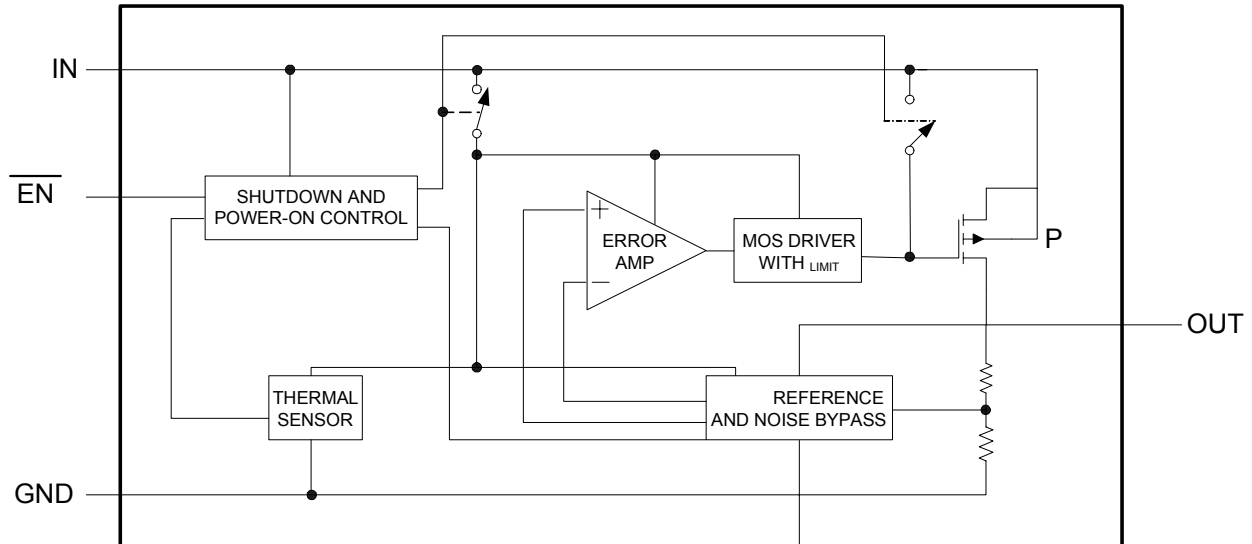 IN
EN
SHUTDOWN AND
POWER-ON CONTROL
+
ERROR
AMP
−
MOS DRIVER
WITH LIMIT
P
OUT
THERMAL
SENSOR
REFERENCE
AND NOISE BYPASS
GND